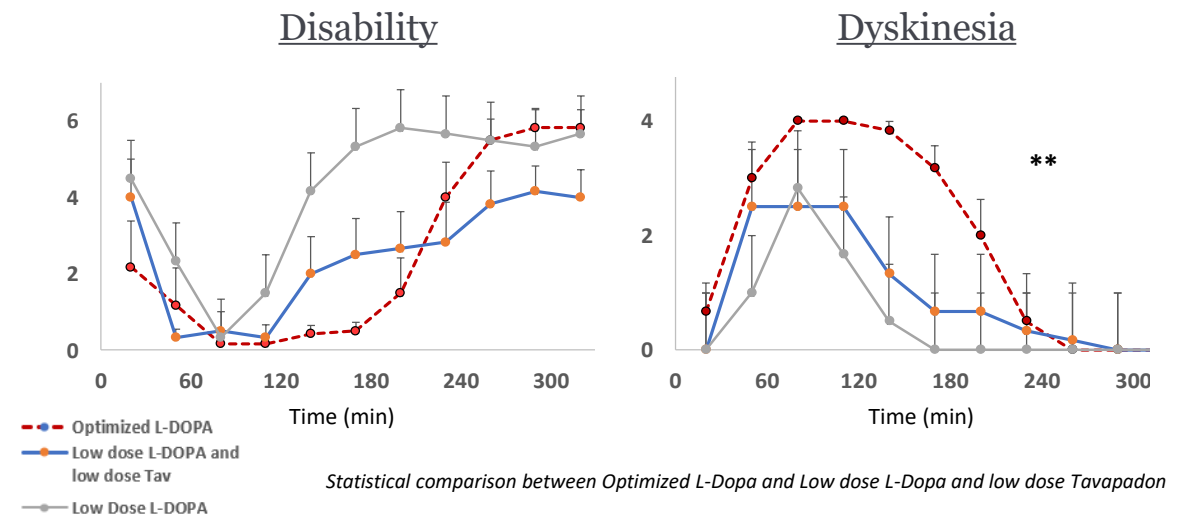 Disability
Dyskinesia
6
4
2
0
0 60 120 180 240 300
Time (min)
4
2
0
0 60 120 180 240 300
Time (min)
**
Optimized L-DOPA
Low dose L-DOPA and
low dose Tav
Low Dose L-DOPA
Statistical comparison between Optimized L-Dopa and Low dose L-Dopa and low dose Tavapadon